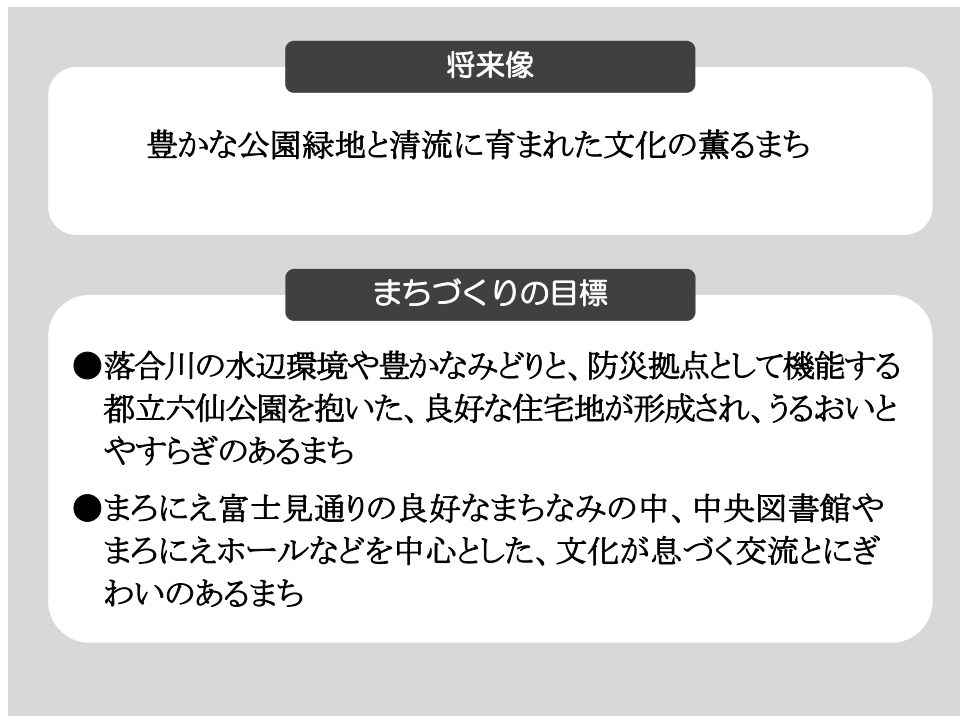 将来像
豊かな公園緑地と清流に育まれた文化の薫るまち
まちづくりの目標
●落合川の水辺環境や豊かなみどりと、防災拠点として機能する
都立六仙公園を抱いた、良好な住宅地が形成され、うるおいと
やすらぎのあるまち
●まろにえ富士見通りの良好なまちなみの中、中央図書館や
まろにえホールなどを中心とした、文化が息づく交流とにぎ
わいのあるまち